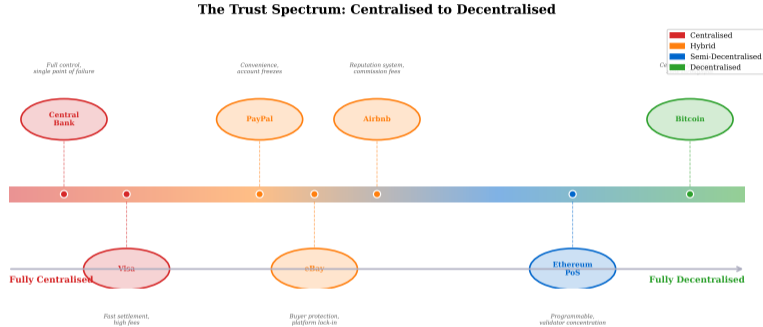 The Trust Spectrum: Centralised to Decentralised
Centralised
Hybrid
Semi-Decentralised
Decentralised
Full control,
single point of failure
Convenience,
account freezes
Reputation system,
commission fees
Central
Bank
PayPal
Airbnb
Bitcoin
Visa
eBay
Ethereum
PoS
Fully Centralised
Fully Decentralised
Fast settlement,
high fees
Buyer protection,
platform lock-in
Programmable,
validator concentration